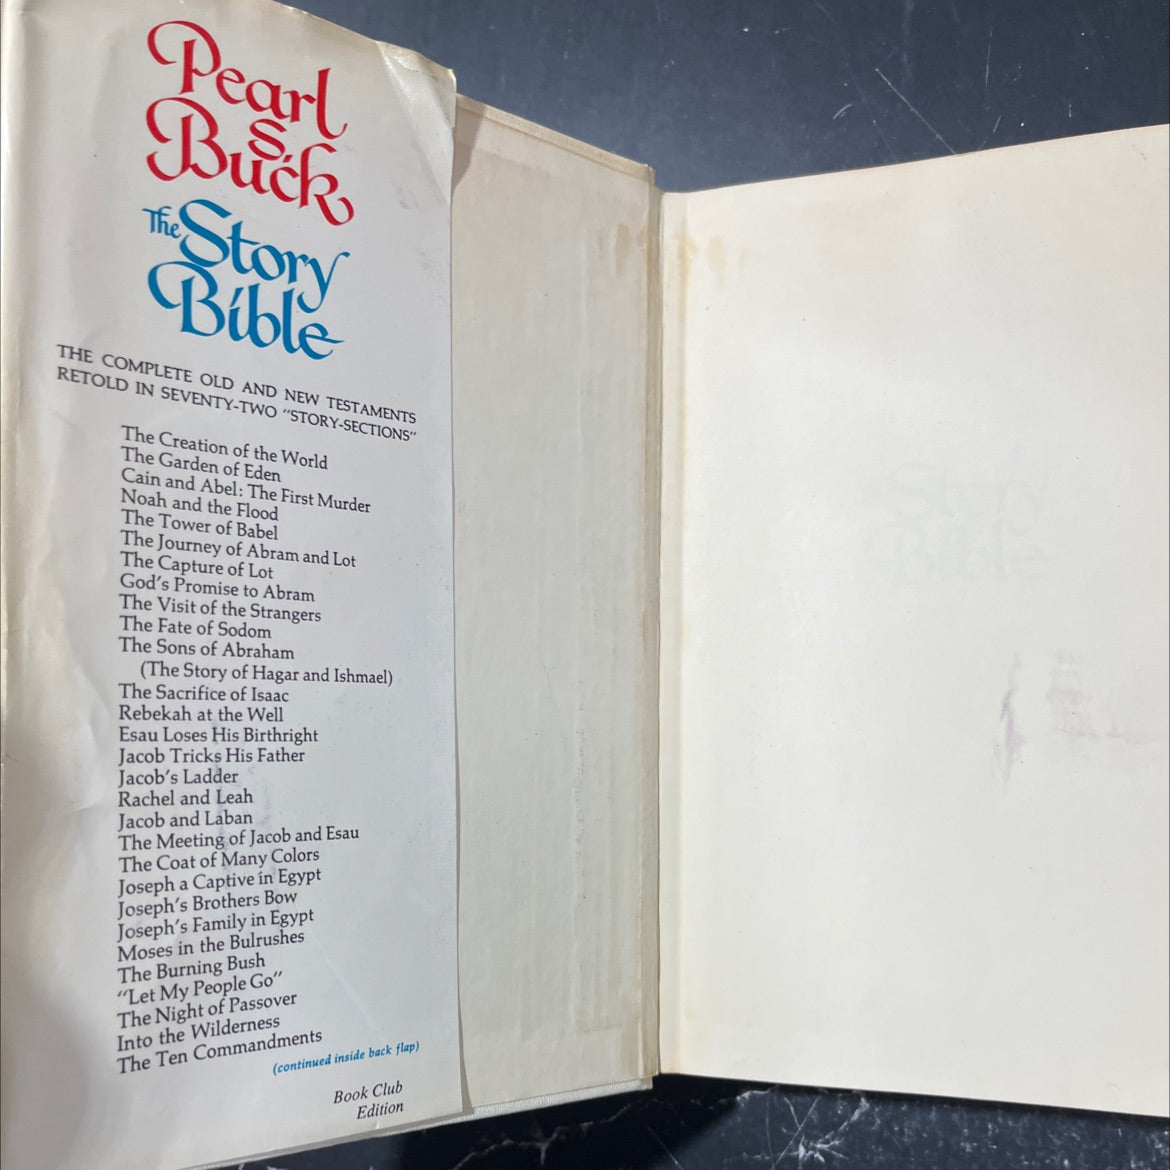 Pearl
S.
Buck
The Story
Bible
THE COMPLETE OLD AND NEW TESTAMENTS
RETOLD IN SEVENTY-TWO "STORY-SECTIONS"
The Creation of the World
The Garden of Eden
Cain and Abel: The First Murder
Noah and the Flood
The Tower of Babel
The Journey of Abram and Lot
The Capture of Lot
God's Promise to Abram
The Visit of the Strangers
The Fate of Sodom
The Sons of Abraham
(The Story of Hagar and Ishmael)
The Sacrifice of Isaac
Rebekah at the Well
Esau Loses His Birthright
Jacob Tricks His Father
Jacob's Ladder
Rachel and Leah
Jacob and Laban
The Meeting of Jacob and Esau
The Coat of Many Colors
Joseph a Captive in Egypt
Joseph's Brothers Bow
Joseph's Family in Egypt
Moses in the Bulrushes
The Burning Bush
"Let My People Go"
The Night of Passover
Into the Wilderness
The Ten Commandments
(continued inside back flap)
Book Club
Edition
Story
Bible